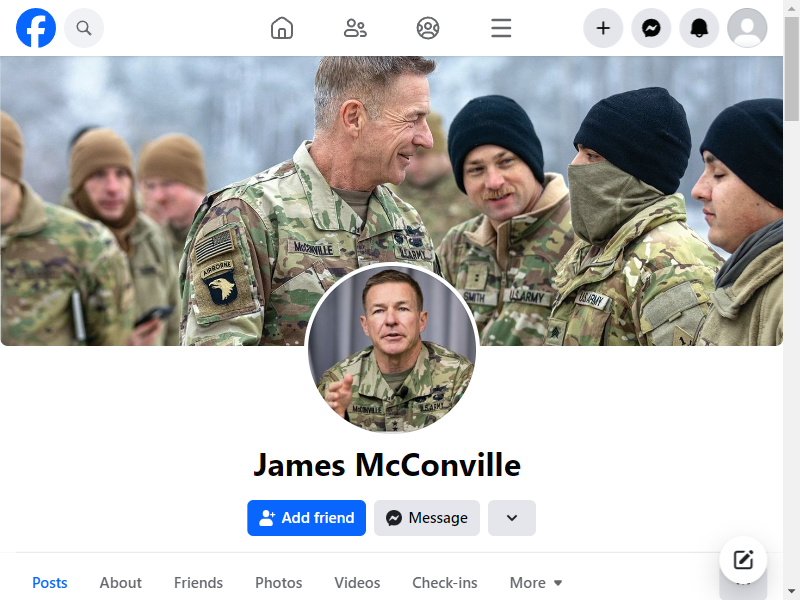 AIRBORNE
McCONVILLE
U.S.ARMY
SMITH
U.S.ARMY
U.S.ARMY
McCONVILLE
U.S.ARMY
James McConville
Add friend
Message
Posts
About
Friends
Photos
Videos
Check-ins
More